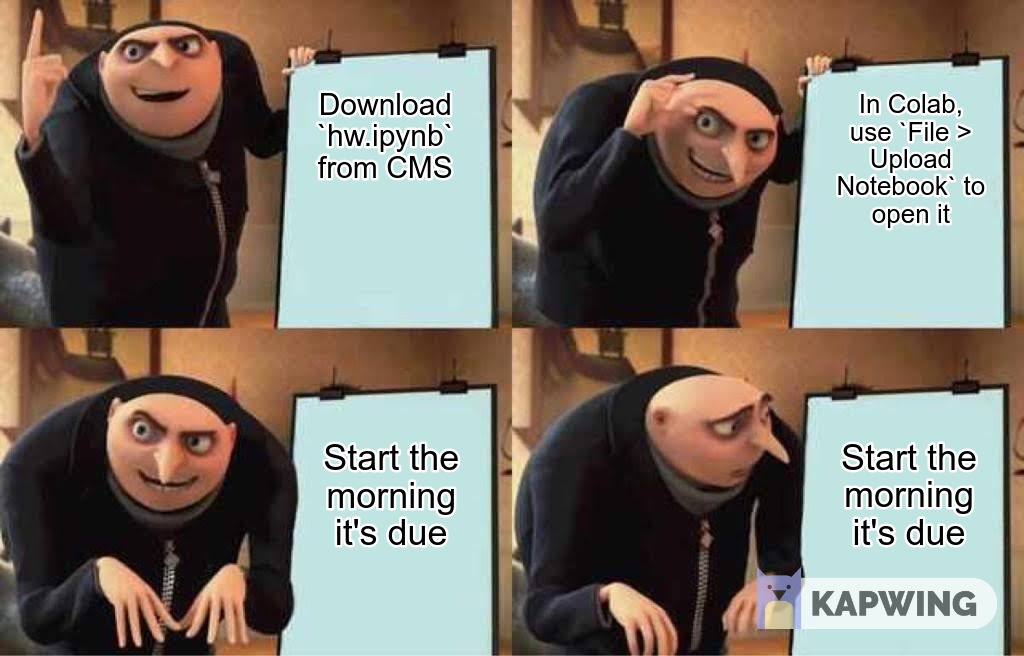 Download
`hw.ipynb`
from CMS
In Colab,
use `File >
Upload
Notebook` to
open it
Start the
morning
it's due
Start the
morning
it's due
KAPWING